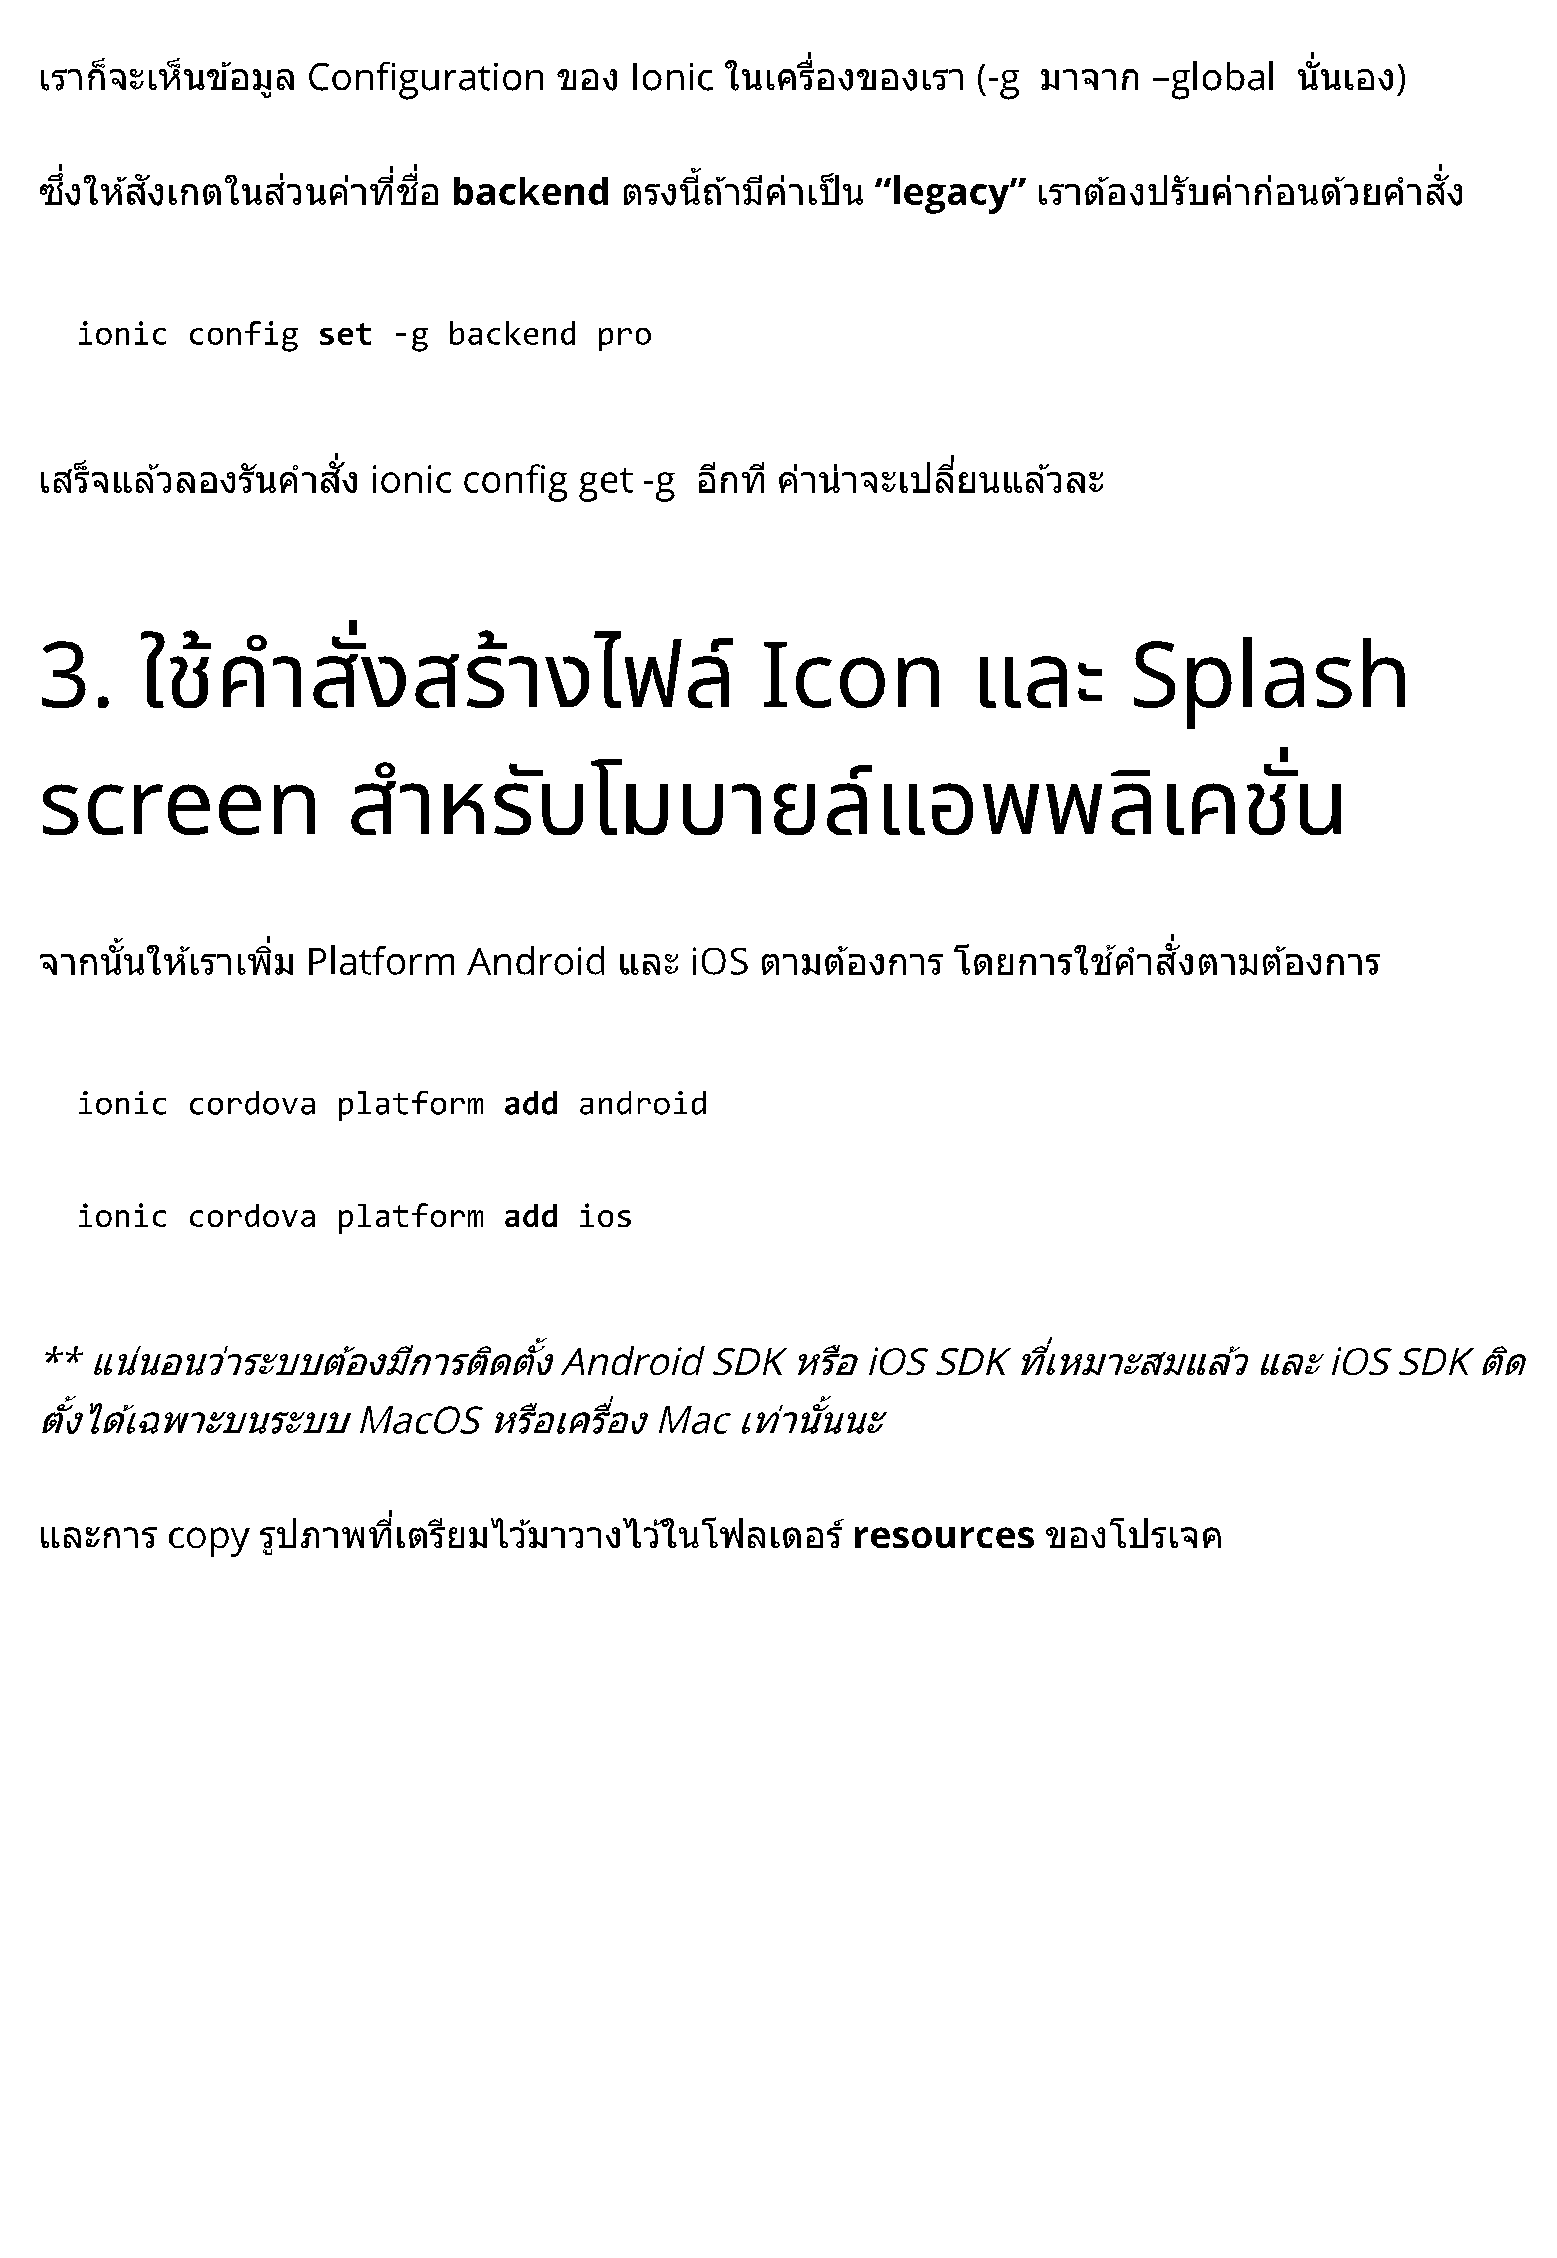 เราก็จะเห็นข้อมูล Configuration ของ Ionic ในเครื่องของเรา (-g  มาจาก –global  นั่นเอง)
ซึ่งให้สังเกตในส่วนค่าที่ชื่อ backend ตรงนี้ถ้ามีค่าเป็น “legacy” เราต้องปรับค่าก่อนด้วยคำสั่ง
ionic config set -g backend pro
เสร็จแล้วลองรันคำสั่ง ionic config get -g  อีกที ค่าน่าจะเปลี่ยนแล้วละ
3. ใช้คำสั่งสร้างไฟล์ Icon และ Splash
screen สำหรับโมบายล์แอพพลิเคชั่น
จากนั้นให้เราเพิ่ม Platform Android และ iOS ตามต้องการ โดยการใช้คำสั่งตามต้องการ
ionic cordova platform add android
ionic cordova platform add ios
** แน่นอนว่าระบบต้องมีการติดตั้ง Android SDK หรือ iOS SDK ที่เหมาะสมแล้ว และ iOS SDK ติด
ตั้งได้เฉพาะบนระบบ MacOS หรือเครื่อง Mac เท่านั้นนะ
และการ copy รูปภาพที่เตรียมไว้มาวางไว้ในโฟลเดอร์ resources ของโปรเจค